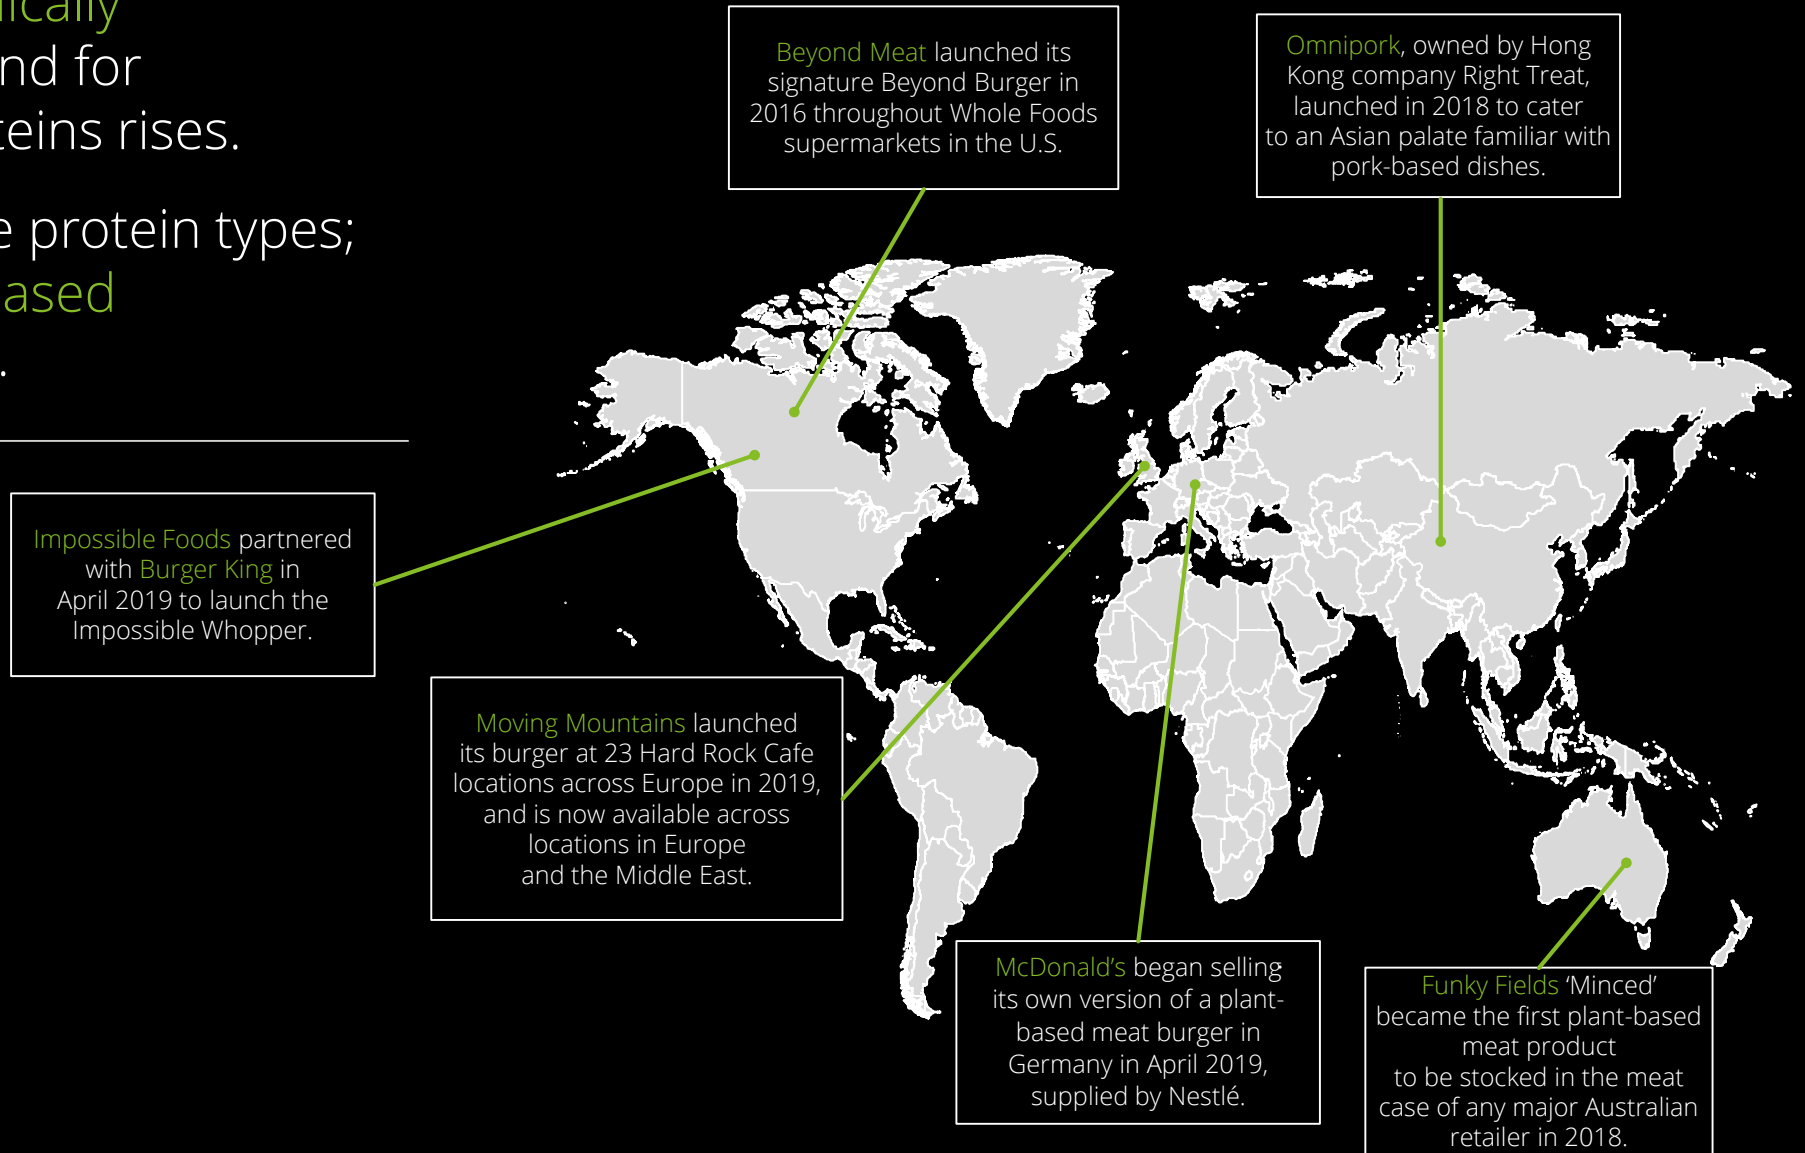 nd for
teins rises.
e protein types;
ased
.
Beyond Meat launched its
signature Beyond Burger in
2016 throughout Whole Foods
supermarkets in the U.S.
Omnipork, owned by Hong
Kong company Right Treat,
launched in 2018 to cater
to an Asian palate familiar with
pork-based dishes.
Impossible Foods partnered
with Burger King in
April 2019 to launch the
Impossible Whopper.
Moving Mountains launched
its burger at 23 Hard Rock Cafe
locations across Europe in 2019,
and is now available across
locations in Europe
and the Middle East.
McDonald’s began selling
its own version of a plant-
based meat burger in
Germany in April 2019,
supplied by Nestlé.
Funky Fields ‘Minced’
became the first plant-based
meat product
to be stocked in the meat
case of any major Australian
retailer in 2018.